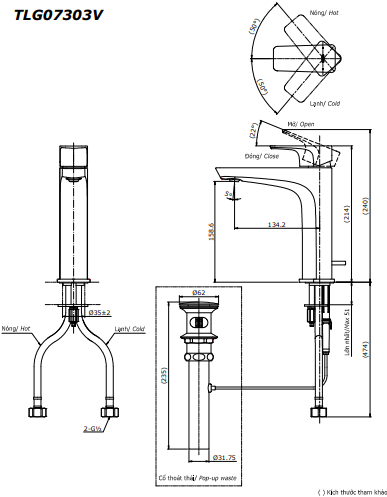 TLG07303V
Nóng/ Hot
(50°)
(50°)
Lạnh/ Cold
Mở/ Open
(22°)
Đóng/ Close
5°
134.2
158.6
(214)
(240)
Ø35±2
Nóng/ Hot
Lạnh/ Cold
2-G½
Ø62
(235)
Ø31.75
Cổ thoát thải/ Pop-up waste
Lớn nhất/Max 51
(474)
( ) Kích thước tham khảo